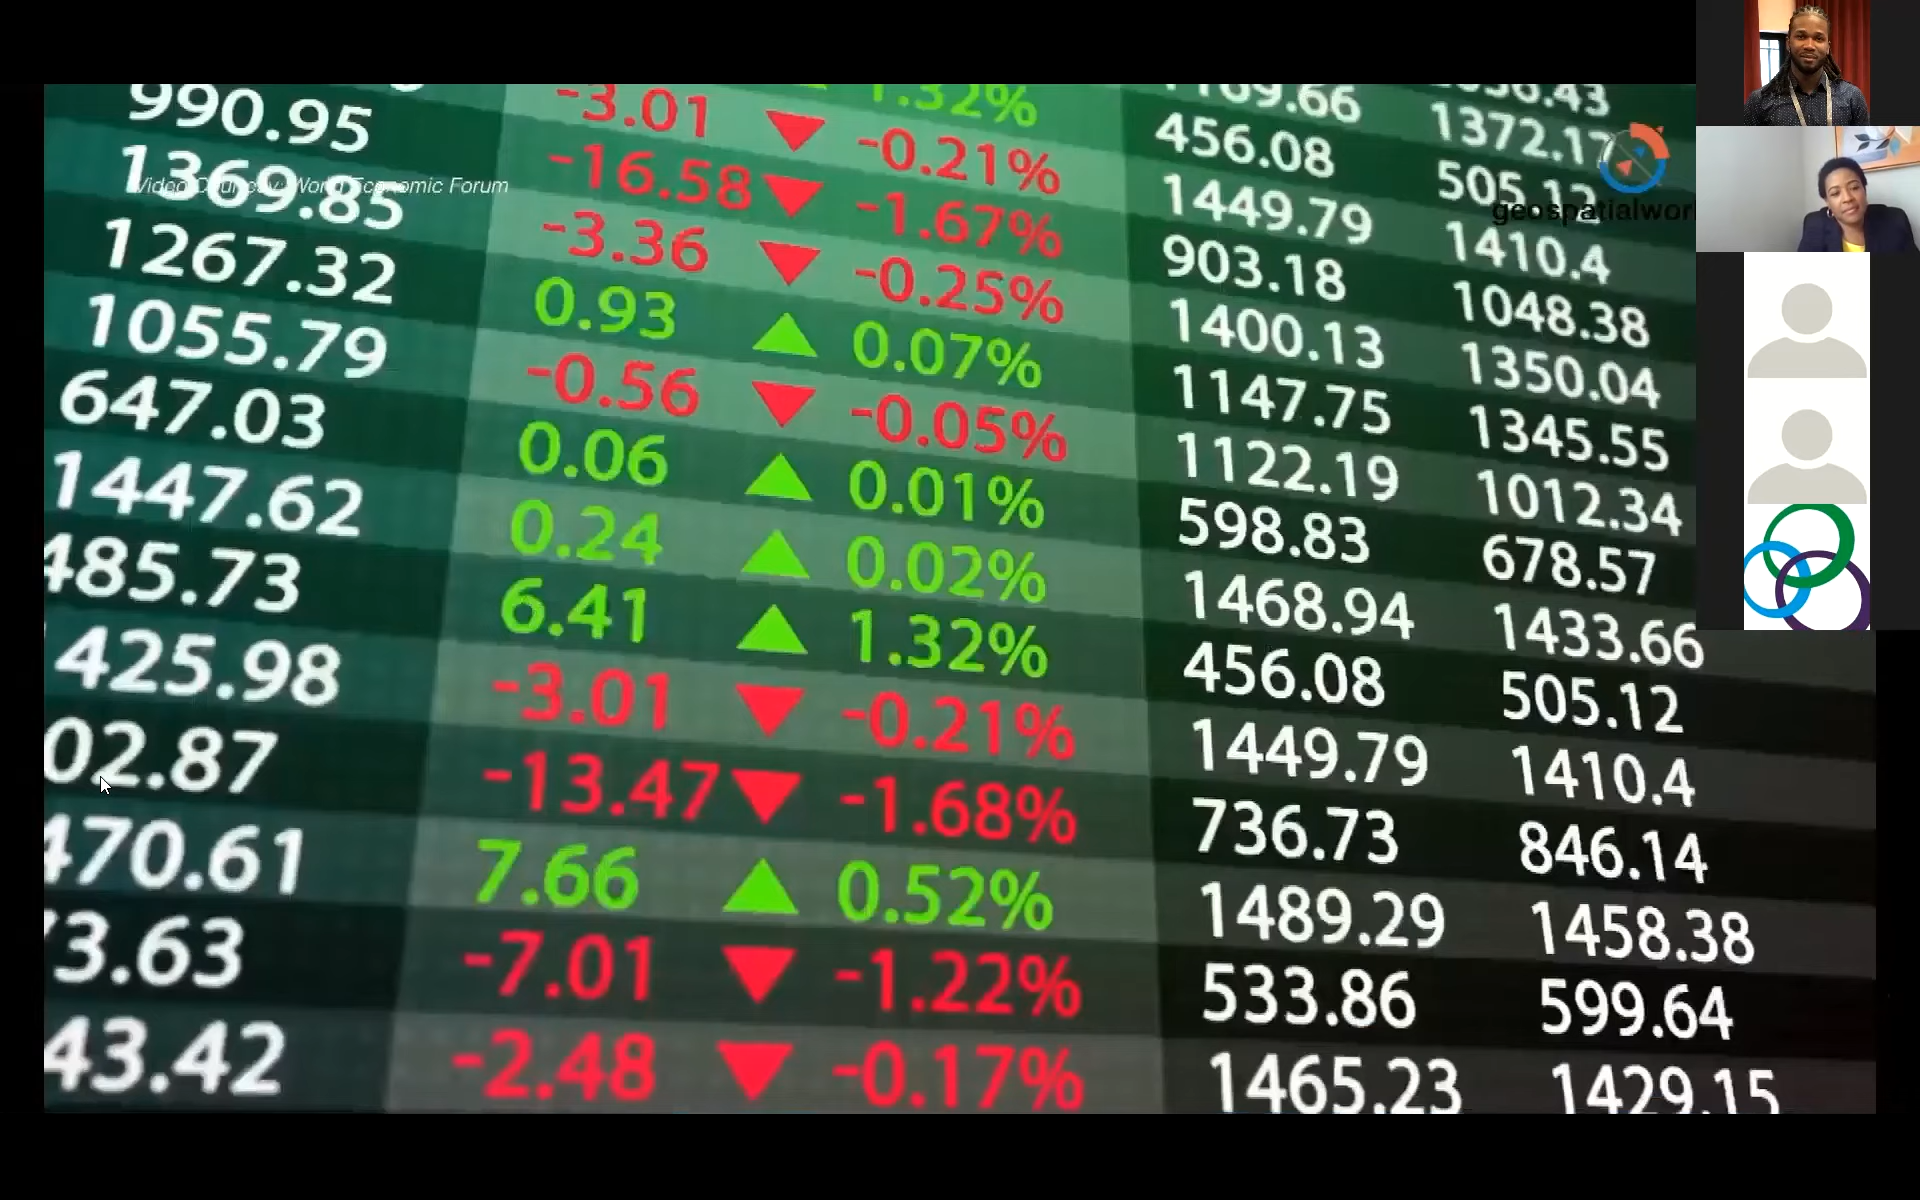 1.32% 1169.66
990.95 -3.01 -0.21% 456.08 1372.17
1369.85 -16.58 -1.67% 1449.79 505.12
Video Courtesy: World Economic Forum
geospatialwor
1267.32 -3.36 -0.25% 903.18 1410.4
1055.79 0.93 0.07% 1400.13 1048.38
647.03 -0.56 -0.05% 1147.75 1350.04
1447.62 0.06 0.01% 1122.19 1345.55
485.73 0.24 0.02% 598.83 1012.34
425.98 6.41 1.32% 1468.94 678.57
02.87 -3.01 -0.21% 456.08 1433.66
470.61 -13.47 -1.68% 1449.79 505.12
3.63 7.66 0.52% 736.73 1410.4
43.42 -7.01 -1.22% 1489.29 846.14
-2.48 -0.17% 533.86 1458.38
1465.23 599.64
1429.15